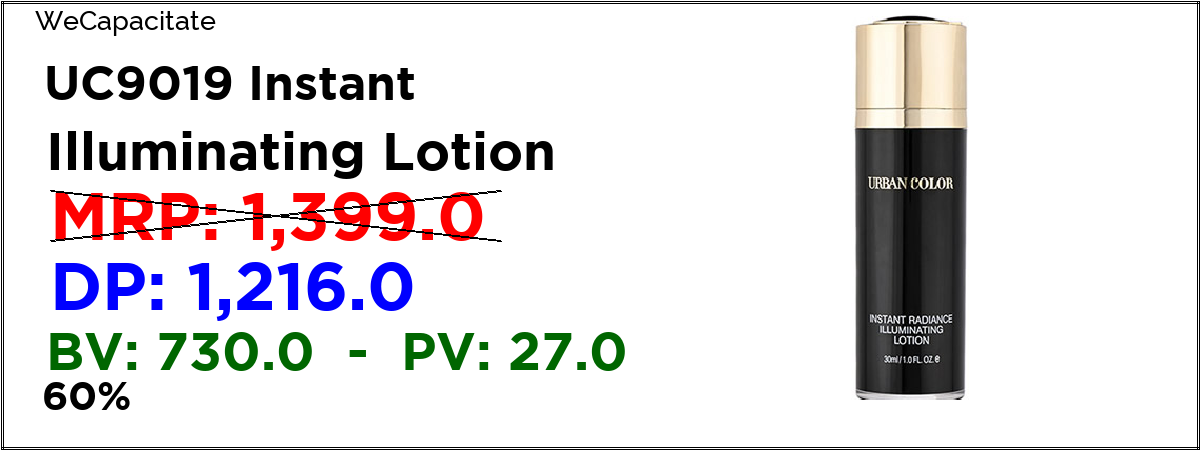 WeCapacitate
UC9019 Instant
Illuminating Lotion
MRP: 1,399.0
DP: 1,216.0
BV: 730.0 - PV: 27.0
60%
URBAN COLOR
INSTANT RADIANCE
ILLUMINATING
LOTION
30ml / 1.0 FL. OZ. ℮